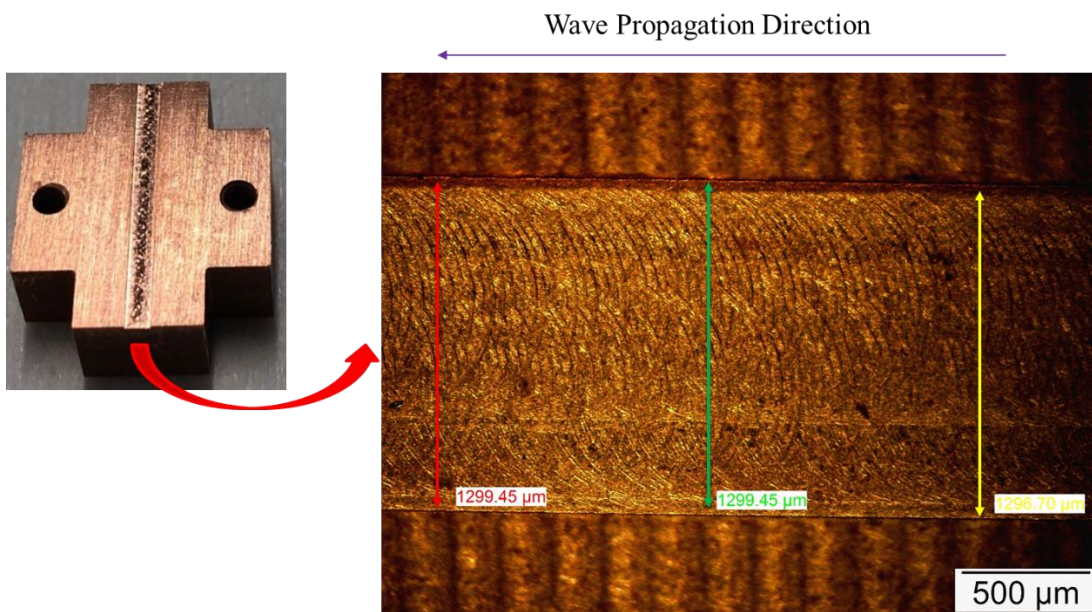 Wave Propagation Direction
1299.45 μm
1299.45 μm
1296.70 μm
500 μm